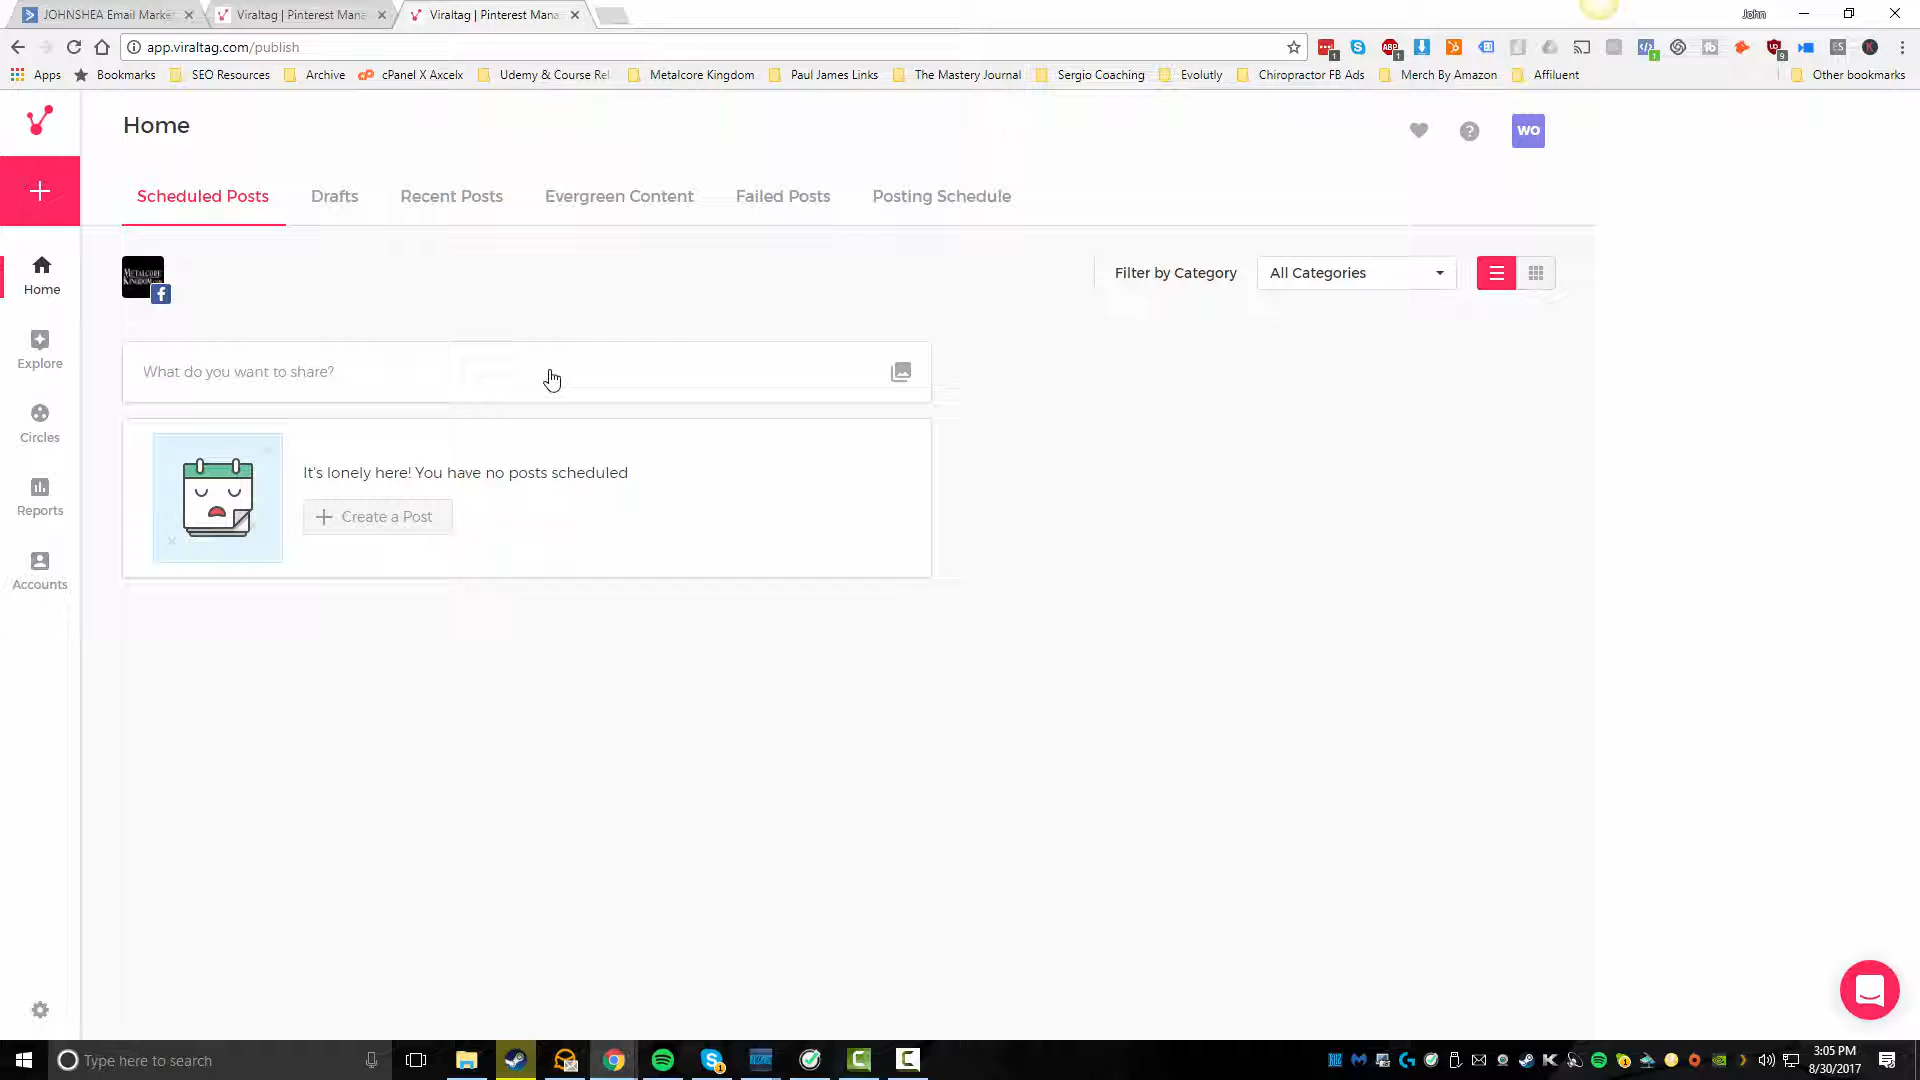 JOHNSHEA Email Marke
Viraltag | Pinterest Mana
Viraltag | Pinterest Mana
John
app.viraltag.com/publish
Apps
Bookmarks
SEO Resources
Archive
cPanel X Axcelx
Udemy & Course Rel
Metalcore Kingdom
Paul James Links
The Mastery Journal
Sergio Coaching
Evolutly
Chiropractor FB Ads
Merch By Amazon
Affiluent
Other bookmarks
Home
WO
Scheduled Posts
Drafts
Recent Posts
Evergreen Content
Failed Posts
Posting Schedule
Home
Explore
Circles
Reports
Accounts
METALCORE
KINGDOM
Filter by Category
All Categories
What do you want to share?
It's lonely here! You have no posts scheduled
Create a Post
Type here to search
3:05 PM
8/30/2017